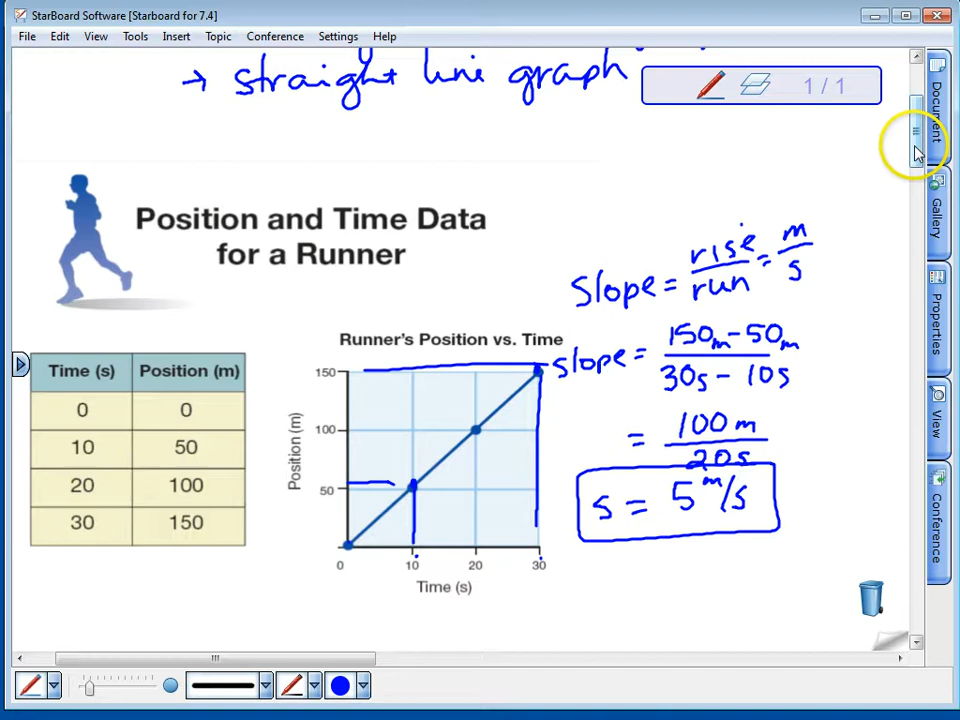 StarBoard Software [Starboard for 7.4]
File Edit View Tools Insert Topic Conference Settings Help
→ straight line graph
1 / 1
Document
Gallery
Properties
View
Conference
Position and Time Data
for a Runner
slope = rise/run = m/s
Runner's Position vs. Time
slope = 150m - 50m / 30s - 10s
= 100m / 20s
s = 5 m/s
Time (s) Position (m)
0 0
10 50
20 100
30 150
Position (m)
150
100
50
0 10 20 30
Time (s)